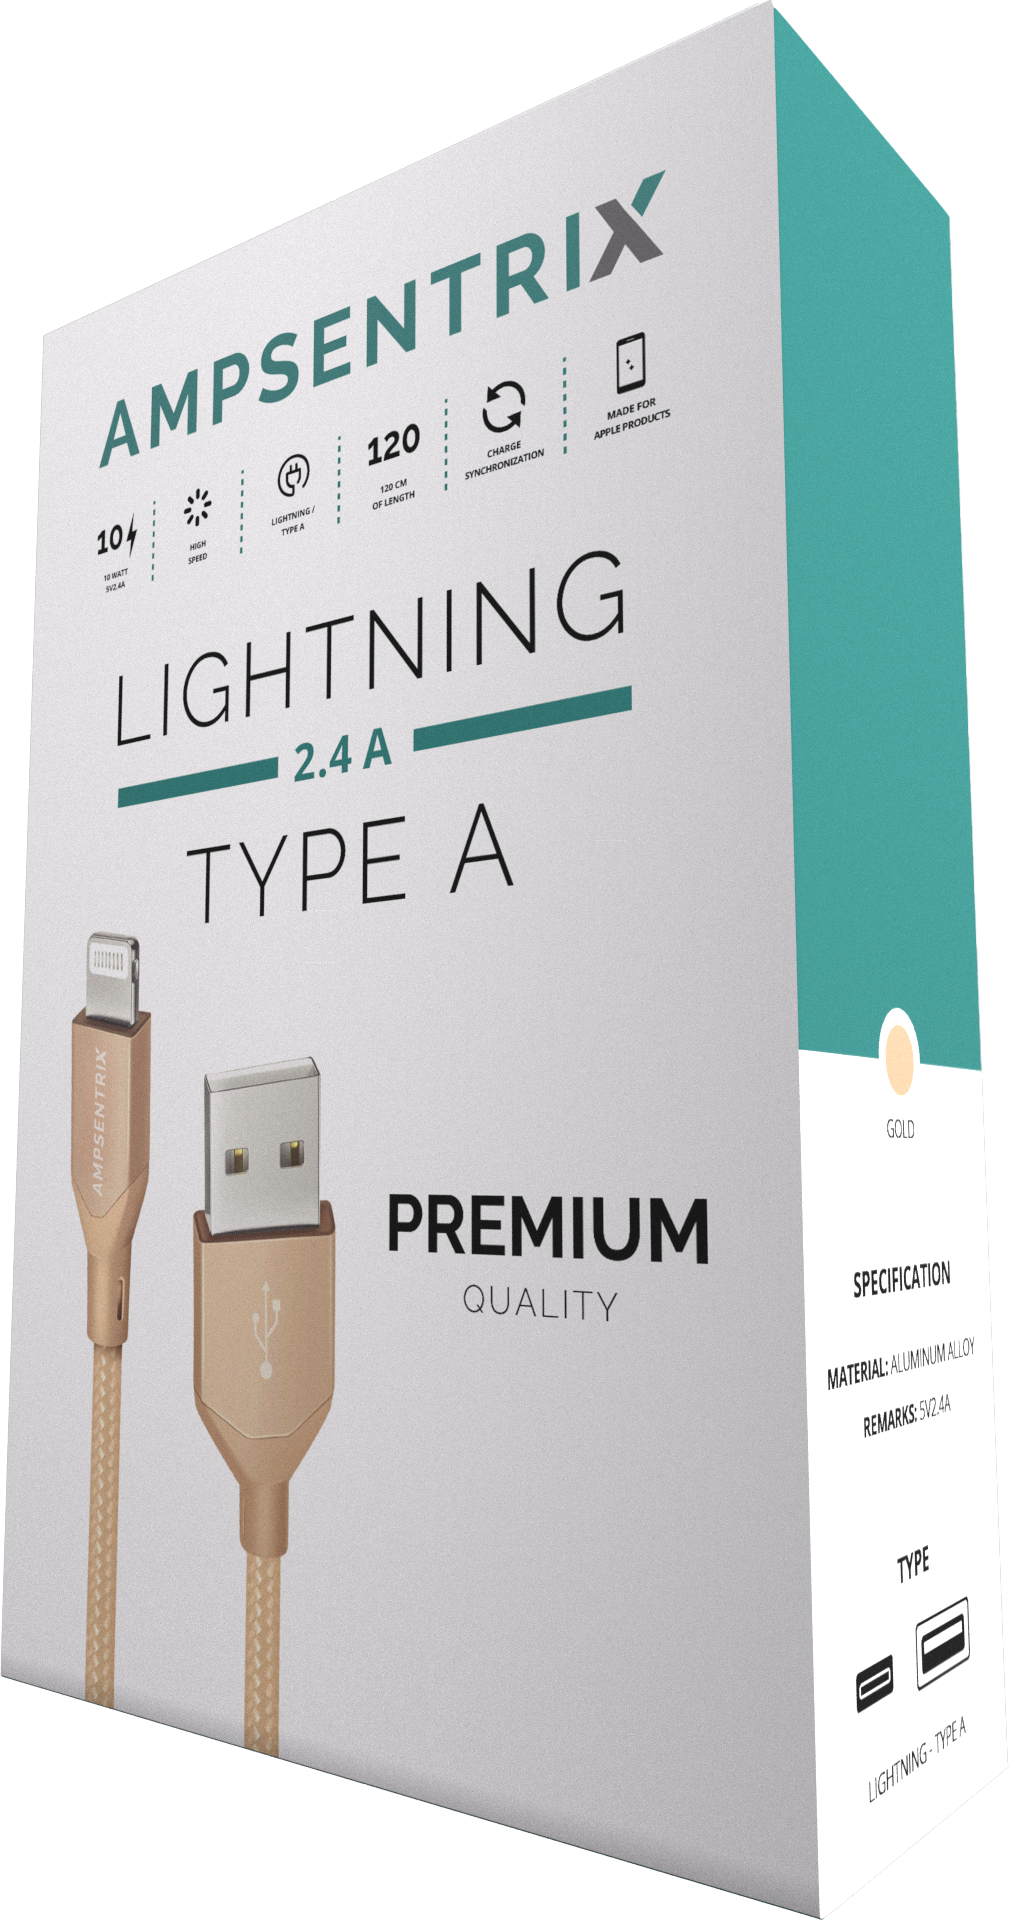 AMPSENTRIX
10
10 WATT
5V2.4A
HIGH
SPEED
LIGHTNING /
TYPE A
120
120 CM
OF LENGTH
CHARGE
SYNCHRONIZATION
MADE FOR
APPLE PRODUCTS
LIGHTNING
2.4 A
TYPE A
AMPSENTRIX
PREMIUM
QUALITY
GOLD
SPECIFICATION
MATERIAL: ALUMINUM ALLOY
REMARKS: 5V2.4A
TYPE
LIGHTNING - TYPE A